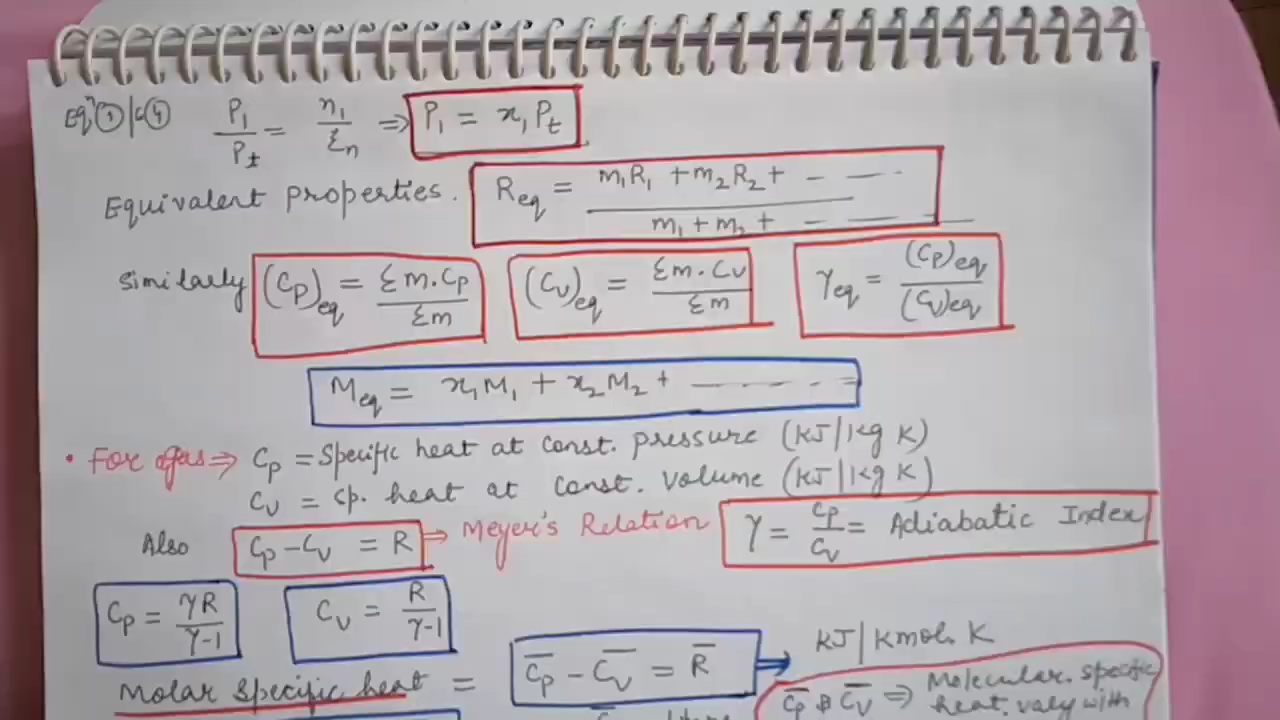 Eqⁿ ① / ④ P₁/Pₜ = n₁/Σn ⇒ P₁ = x₁Pₜ
Equivalent properties. Req = (m₁R₁ + m₂R₂ + - — - ·)/(m₁ + m₂ + - — —)
Similarly (Cp)eq = Σm.Cp/Σm (Cv)eq = Σm.Cv/Σm γeq = (Cp)eq/(Cv)eq
Meq = x₁M₁ + x₂M₂ + - — - - - =
• For gas ⇒ Cp = Specific heat at const. pressure (KJ/Kg K)
Cv = sp. heat at const. volume (KJ/Kg K)
Also Cp - Cv = R ⇒ Meyer's Relation γ = Cp/Cv = Adiabatic Index
Cp = γR/γ-1 Cv = R/γ-1
C̅p - C̅v = R̅ ⇒ KJ/Kmol. K
Molar Specific heat =
C̅p & C̅v ⇒ Molecular. specific
heat. vary with